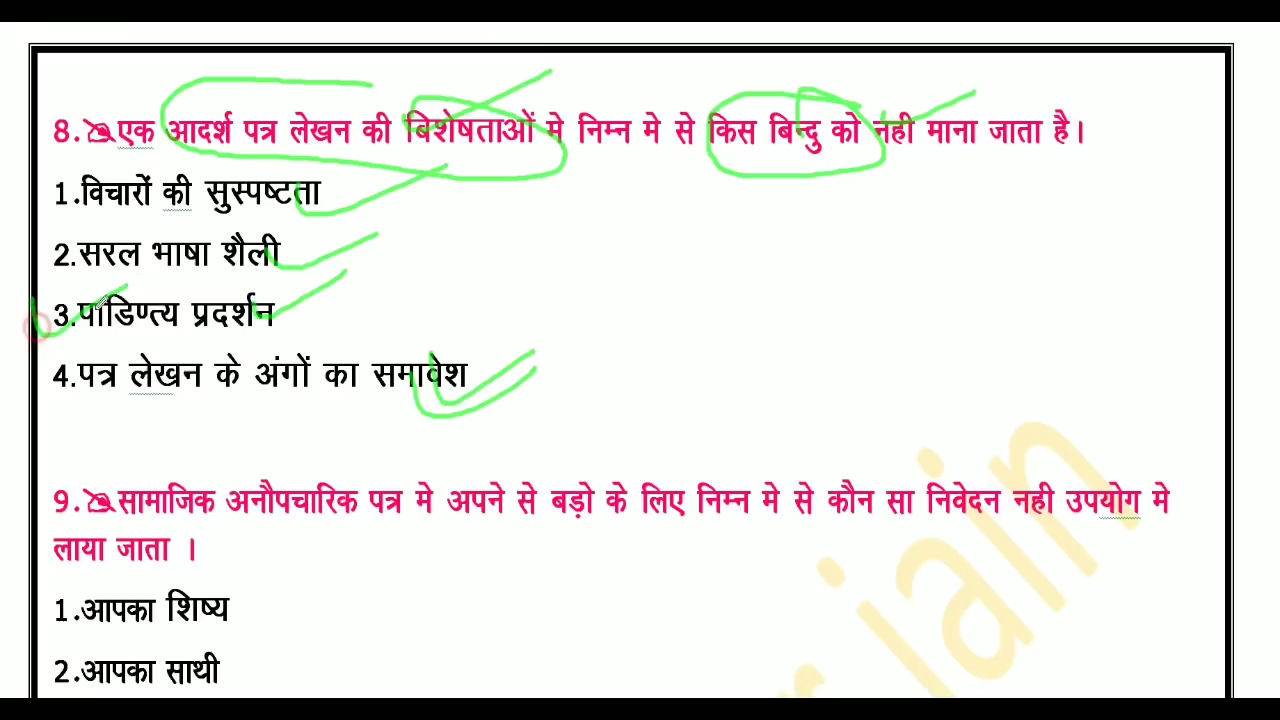 8.एक आदर्श पत्र लेखन की बिशेषताओं मे निम्न मे से किस बिन्दु को नही माना जाता है।
1.विचारों की सुस्पष्टता
2.सरल भाषा शैली
3.पांडिण्त्य प्रदर्शन
4.पत्र लेखन के अंगों का समावेश
9.सामाजिक अनौपचारिक पत्र मे अपने से बड़ो के लिए निम्न मे से कौन सा निवेदन नही उपयोग मे
लाया जाता ।
1.आपका शिष्य
2.आपका साथी
jain